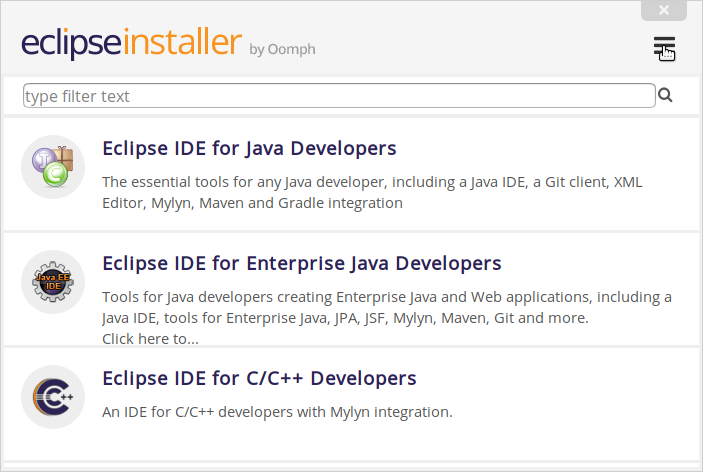 eclipseinstaller by Oomph
type filter text
Eclipse IDE for Java Developers
The essential tools for any Java developer, including a Java IDE, a Git client, XML
Editor, Mylyn, Maven and Gradle integration
Eclipse IDE for Enterprise Java Developers
Java EE
IDE
Tools for Java developers creating Enterprise Java and Web applications, including a
Java IDE, tools for Enterprise Java, JPA, JSF, Mylyn, Maven, Git and more.
Click here to...
Eclipse IDE for C/C++ Developers
C++
An IDE for C/C++ developers with Mylyn integration.